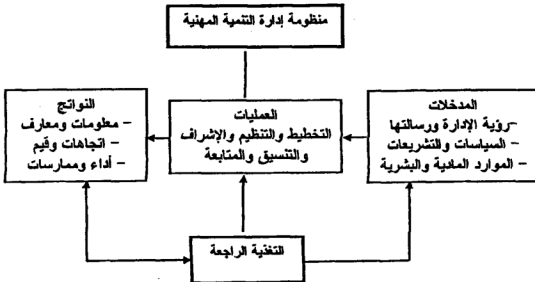 منظومة إدارة التنمية المهنية
المدخلات
–رؤية الإدارة ورسالتها
– السياسات والتشريعات
– الموارد المادية والبشرية
العمليات
التخطيط والتنظيم والإشراف
والتنسيق والمتابعة
النواتج
– معلومات ومعارف
– اتجاهات وقيم
– أداء وممارسات
التغذية الراجعة